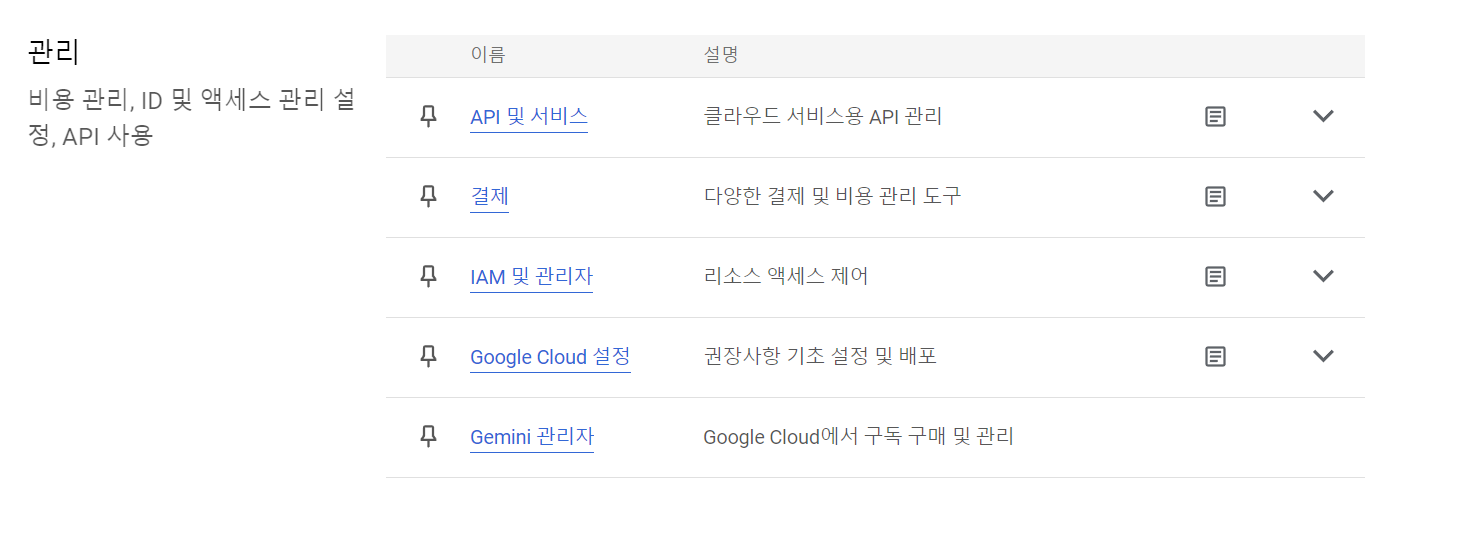 관리
비용 관리, ID 및 액세스 관리 설
정, API 사용
이름 설명
API 및 서비스 클라우드 서비스용 API 관리
결제 다양한 결제 및 비용 관리 도구
IAM 및 관리자 리소스 액세스 제어
Google Cloud 설정 권장사항 기초 설정 및 배포
Gemini 관리자 Google Cloud에서 구독 구매 및 관리